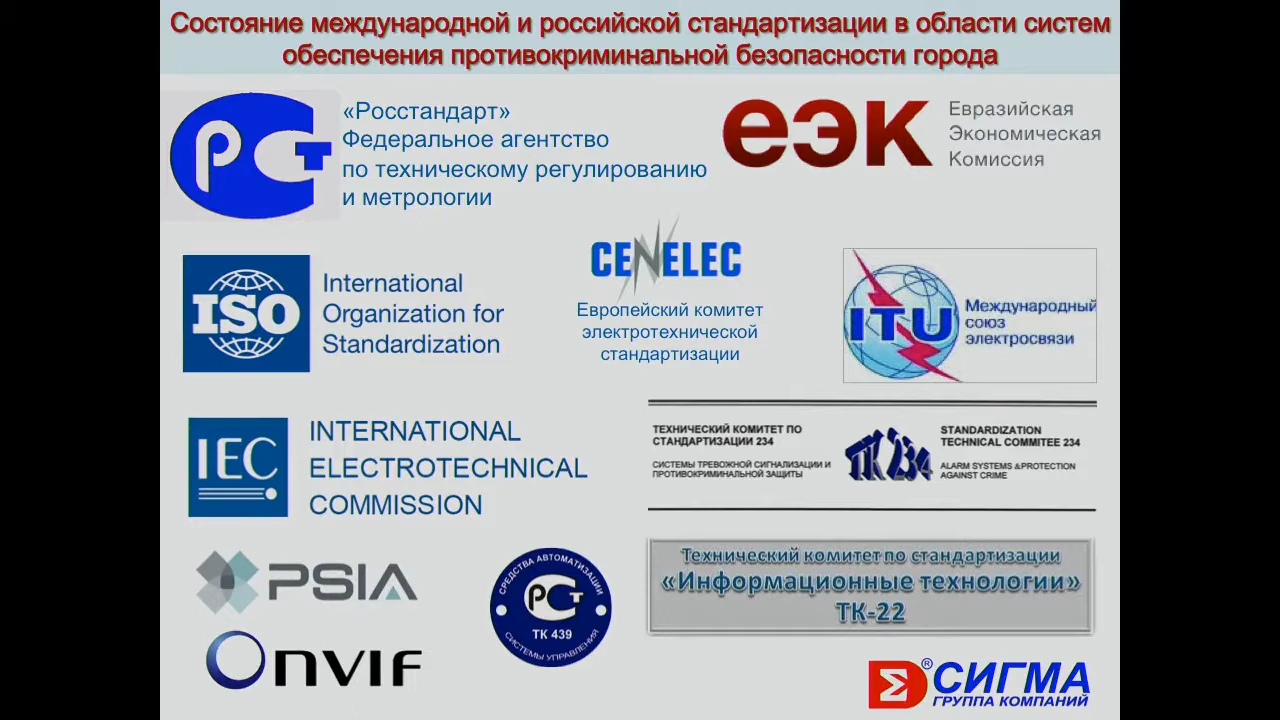 Состояние международной и российской стандартизации в области систем
обеспечения противокриминальной безопасности города
РСТ
«Росстандарт»
Федеральное агентство
по техническому регулированию
и метрологии
еэк
Евразийская
Экономическая
Комиссия
ISO
International
Organization for
Standardization
CENELEC
Европейский комитет
электротехнической
стандартизации
ITU
Международный
союз
электросвязи
IEC
INTERNATIONAL
ELECTROTECHNICAL
COMMISSION
ТЕХНИЧЕСКИЙ КОМИТЕТ ПО
СТАНДАРТИЗАЦИИ 234
СИСТЕМЫ ТРЕВОЖНОЙ СИГНАЛИЗАЦИИ И
ПРОТИВОКРИМИНАЛЬНОЙ ЗАЩИТЫ
ТК 234
STANDARDIZATION
TECHNICAL COMMITEE 234
ALARM SYSTEMS &PROTECTION
AGAINST CRIME
PSIA
ONVIF
СРЕДСТВА АВТОМАТИЗАЦИИ
РСТ
ТК 439
СИСТЕМЫ УПРАВЛЕНИЯ
Технический комитет по стандартизации
«Информационные технологии»
ТК-22
® СИГМА
ГРУППА КОМПАНИЙ